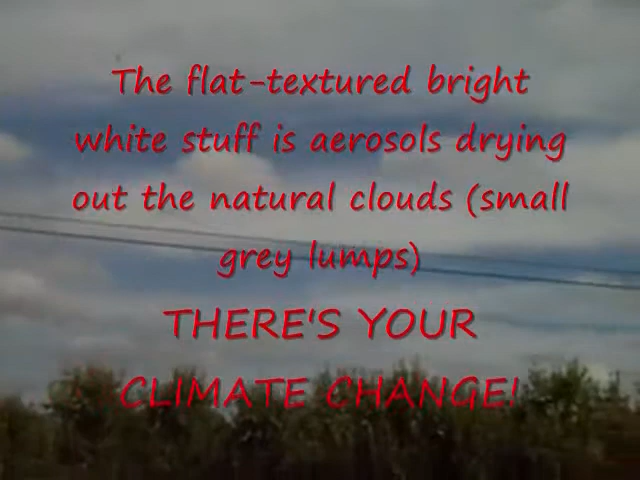 The flat-textured bright
white stuff is aerosols drying
out the natural clouds (small
grey lumps)
THERE'S YOUR
CLIMATE CHANGE!